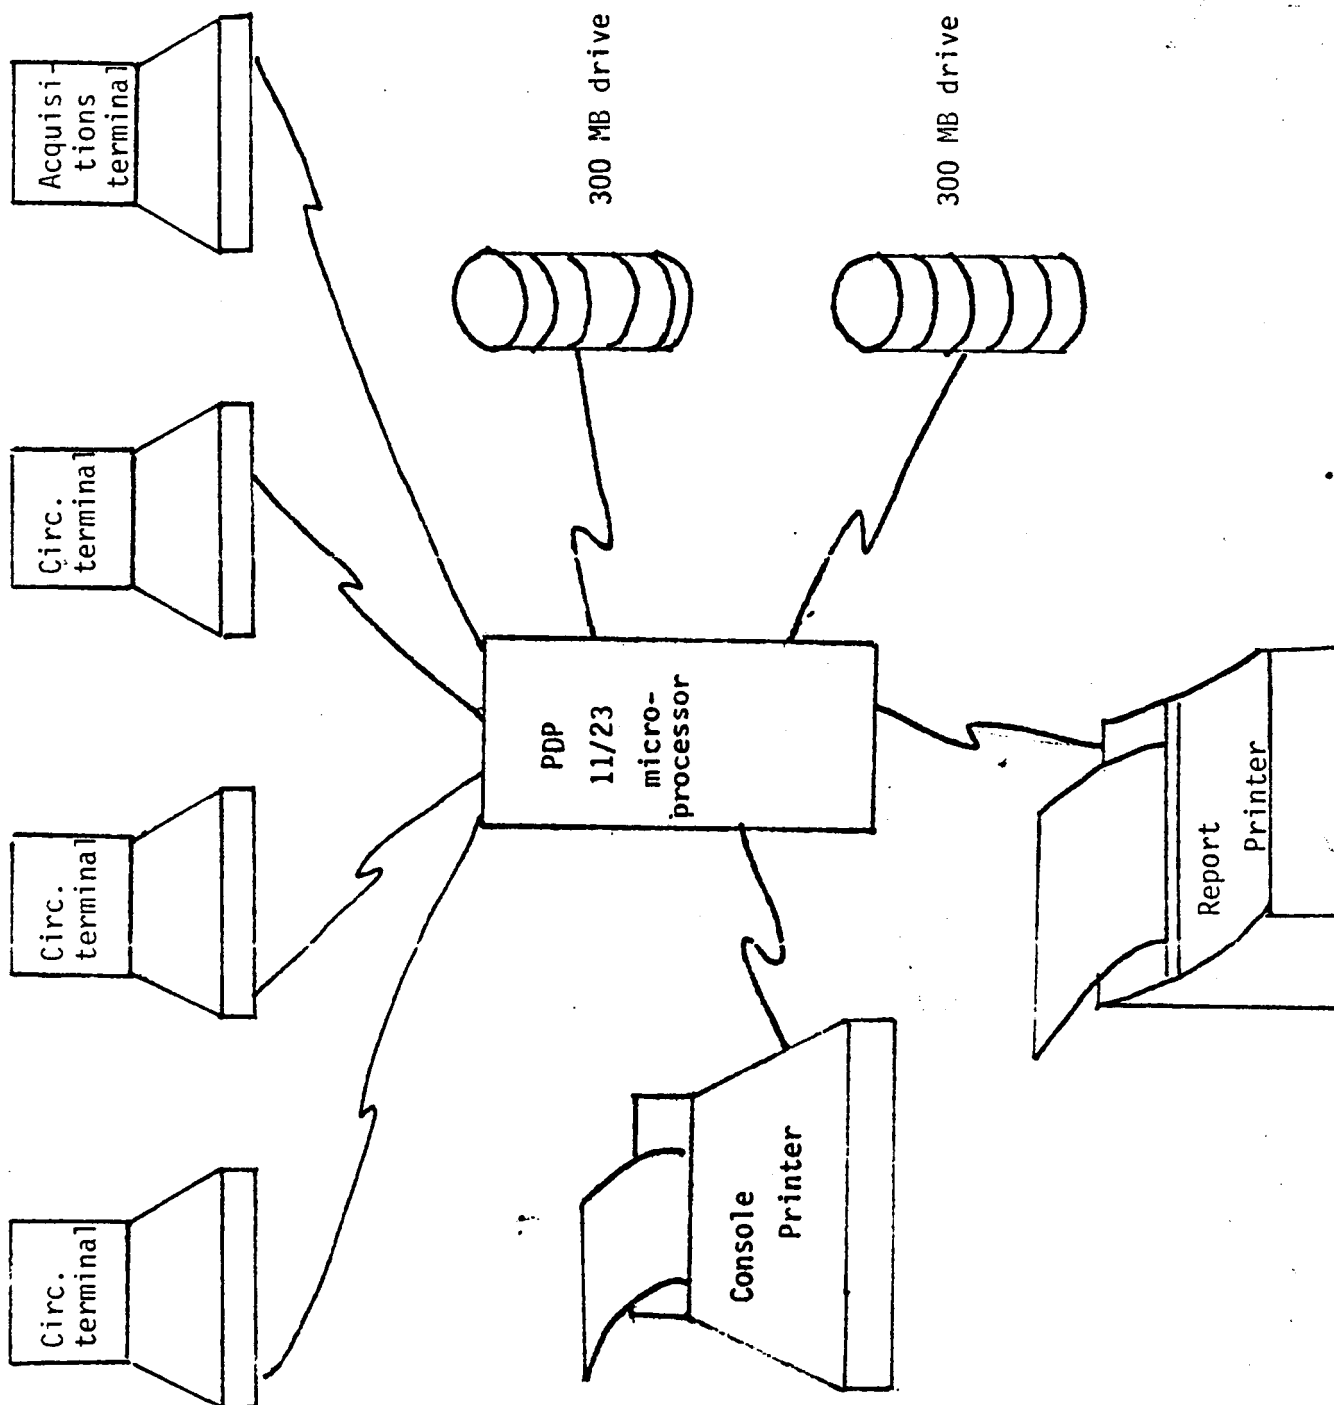 Circ.
terminal
Circ.
terminal
Circ.
terminal
Acquisi-
tions
terminal
PDP
11/23
micro-
processor
300 MB drive
300 MB drive
Console
Printer
Report
Printer